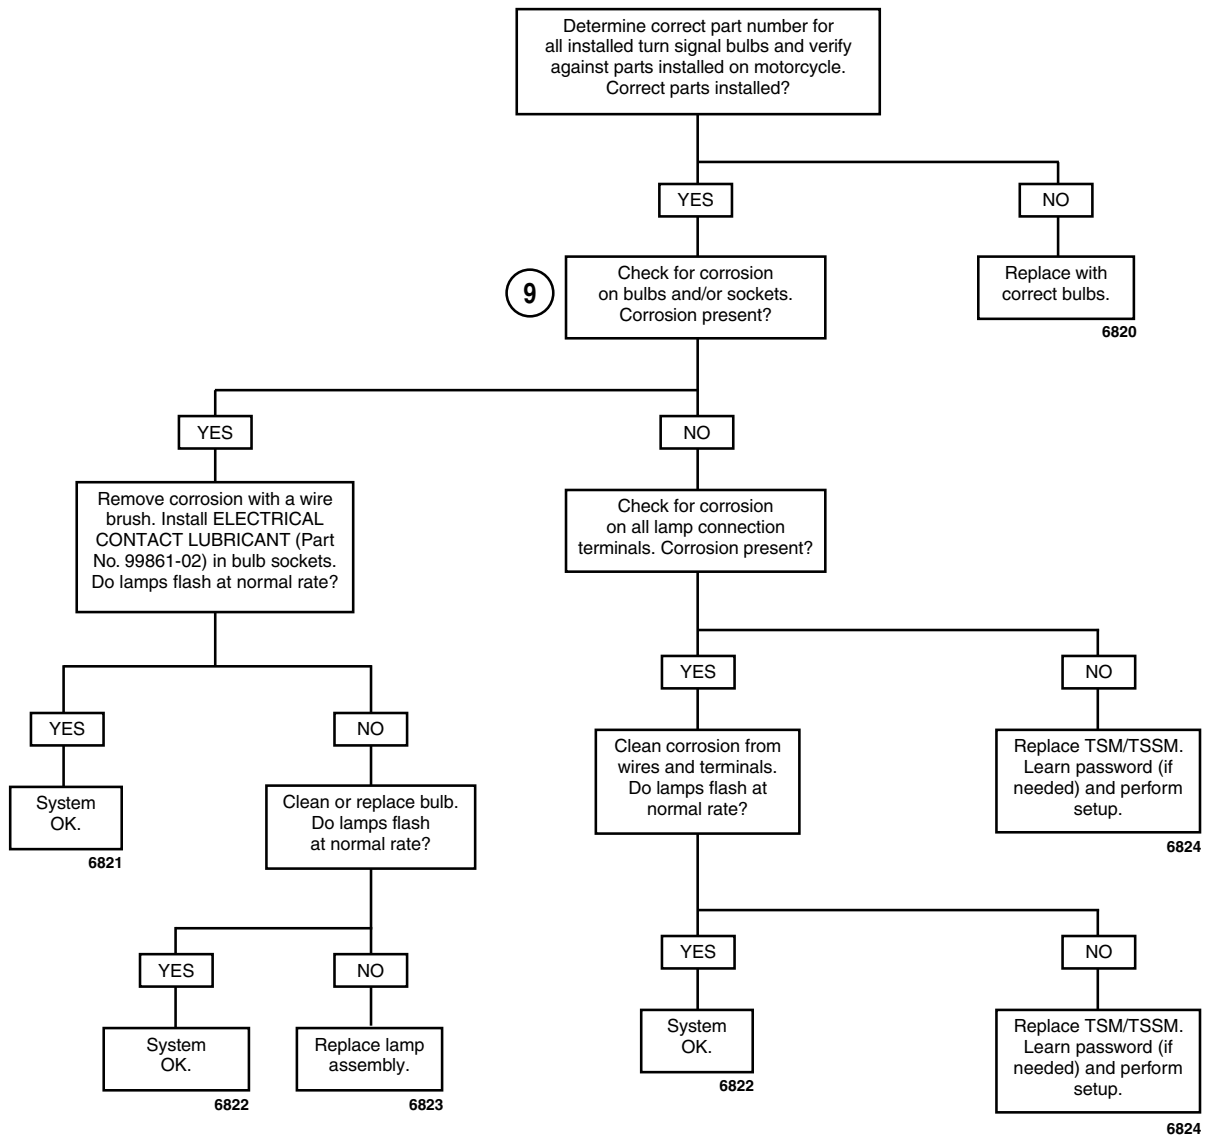 Determine correct part number for
all installed turn signal bulbs and verify
against parts installed on motorcycle.
Correct parts installed?
YES
NO
9
Check for corrosion
on bulbs and/or sockets.
Corrosion present?
Replace with
correct bulbs.
6820
YES
NO
Remove corrosion with a wire
brush. Install ELECTRICAL
CONTACT LUBRICANT (Part
No. 99861-02) in bulb sockets.
Do lamps flash at normal rate?
Check for corrosion
on all lamp connection
terminals. Corrosion present?
YES
NO
YES
NO
System
OK.
6821
Clean or replace bulb.
Do lamps flash
at normal rate?
Clean corrosion from
wires and terminals.
Do lamps flash at
normal rate?
Replace TSM/TSSM.
Learn password (if
needed) and perform
setup.
6824
YES
NO
YES
NO
System
OK.
6822
Replace lamp
assembly.
6823
System
OK.
6822
Replace TSM/TSSM.
Learn password (if
needed) and perform
setup.
6824